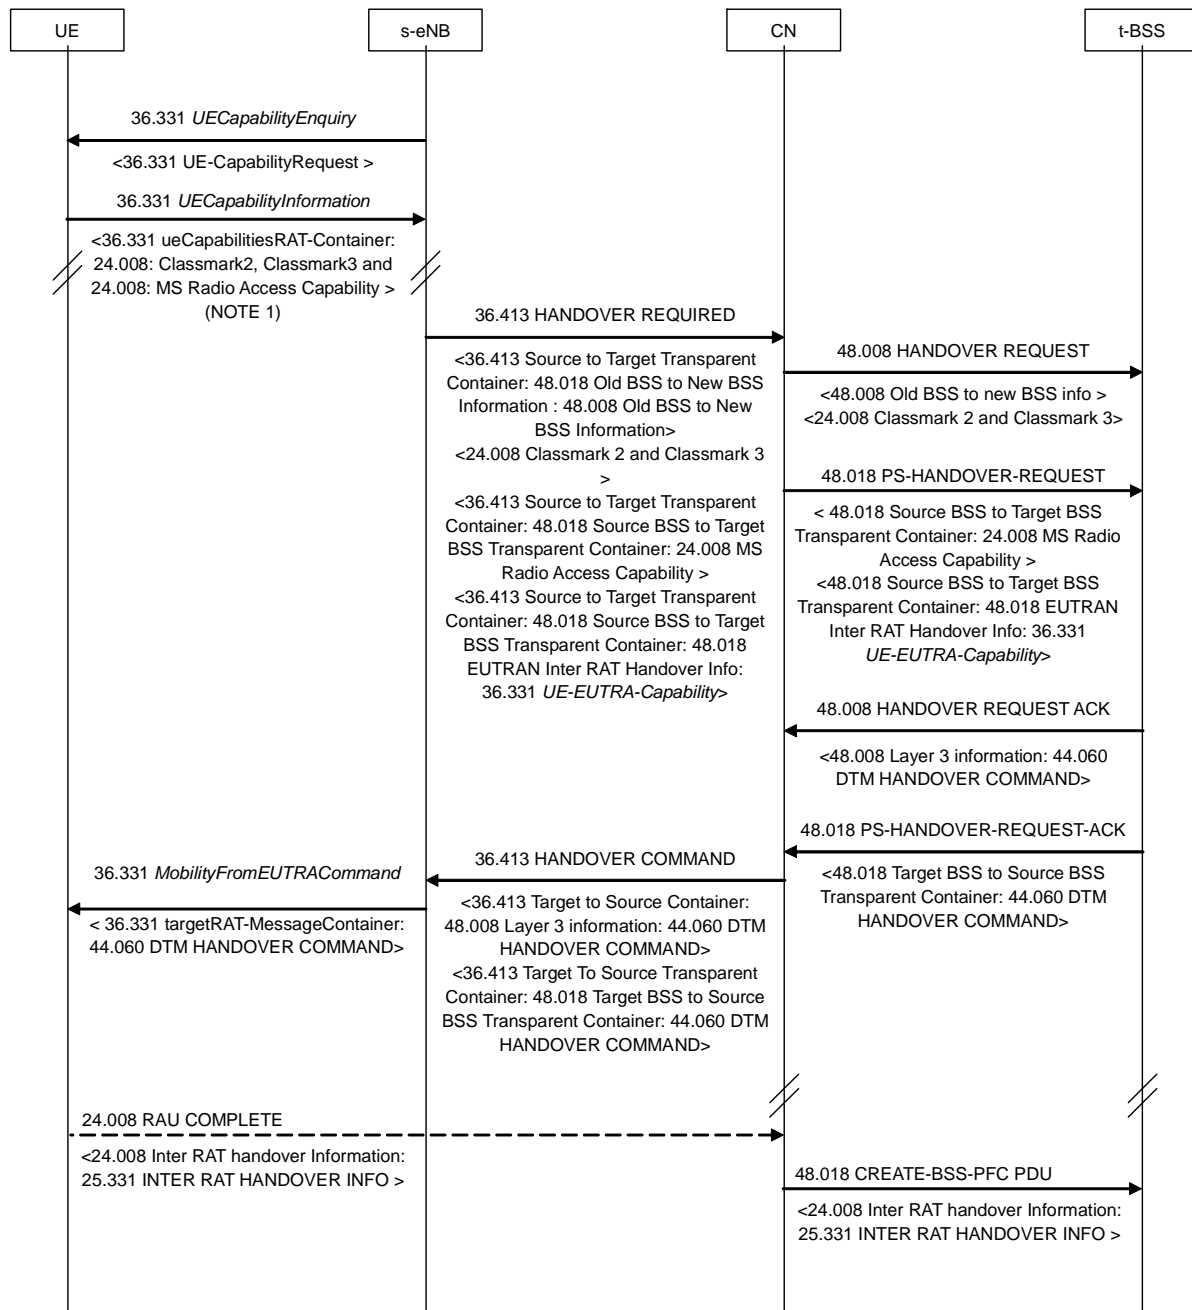 UE
s-eNB
CN
t-BSS
36.331 UECapabilityEnquiry
<36.331 UE-CapabilityRequest >
36.331 UECapabilityInformation
<36.331 ueCapabilitiesRAT-Container:
24.008: Classmark2, Classmark3 and
24.008: MS Radio Access Capability >
(NOTE 1)
36.413 HANDOVER REQUIRED
<36.413 Source to Target Transparent
Container: 48.018 Old BSS to New BSS
Information : 48.008 Old BSS to New
BSS Information>
<24.008 Classmark 2 and Classmark 3
>
<36.413 Source to Target Transparent
Container: 48.018 Source BSS to Target
BSS Transparent Container: 24.008 MS
Radio Access Capability >
<36.413 Source to Target Transparent
Container: 48.018 Source BSS to Target
BSS Transparent Container: 48.018
EUTRAN Inter RAT Handover Info:
36.331 UE-EUTRA-Capability>
48.008 HANDOVER REQUEST
<48.008 Old BSS to new BSS info >
<24.008 Classmark 2 and Classmark 3>
48.018 PS-HANDOVER-REQUEST
< 48.018 Source BSS to Target BSS
Transparent Container: 24.008 MS Radio
Access Capability >
<48.018 Source BSS to Target BSS
Transparent Container: 48.018 EUTRAN
Inter RAT Handover Info: 36.331
UE-EUTRA-Capability>
48.008 HANDOVER REQUEST ACK
<48.008 Layer 3 information: 44.060
DTM HANDOVER COMMAND>
48.018 PS-HANDOVER-REQUEST-ACK
<48.018 Target BSS to Source BSS
Transparent Container: 44.060 DTM
HANDOVER COMMAND>
36.413 HANDOVER COMMAND
<36.413 Target to Source Container:
48.008 Layer 3 information: 44.060 DTM
HANDOVER COMMAND>
<36.413 Target To Source Transparent
Container: 48.018 Target BSS to Source
BSS Transparent Container: 44.060 DTM
HANDOVER COMMAND>
36.331 MobilityFromEUTRACommand
< 36.331 targetRAT-MessageContainer:
44.060 DTM HANDOVER COMMAND>
24.008 RAU COMPLETE
<24.008 Inter RAT handover Information:
25.331 INTER RAT HANDOVER INFO >
48.018 CREATE-BSS-PFC PDU
<24.008 Inter RAT handover Information:
25.331 INTER RAT HANDOVER INFO >